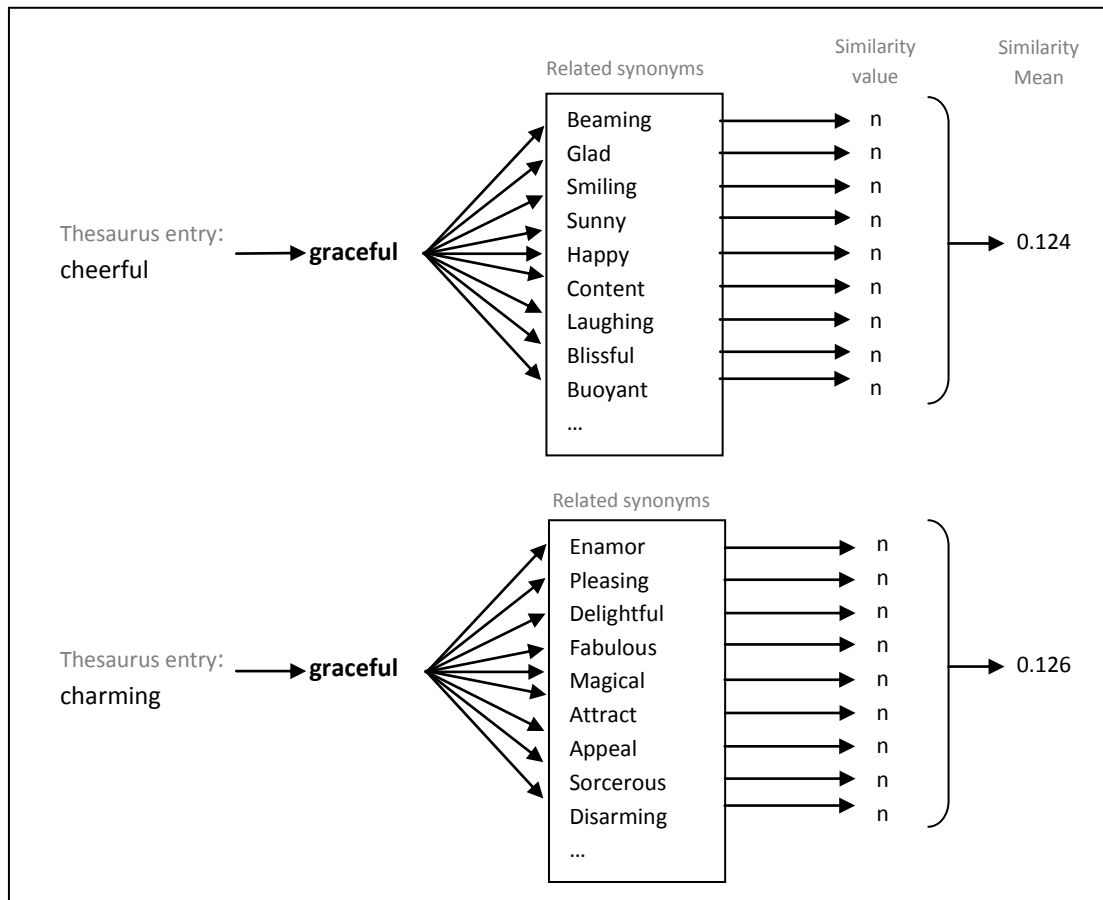 Similarity value
Similarity Mean
Related synonyms
Beaming n
Glad n
Smiling n
Sunny n
Thesaurus entry:
cheerful
graceful
Happy n
0.124
Content n
Laughing n
Blissful n
Buoyant n
...
Related synonyms
Enamor n
Pleasing n
Delightful n
Fabulous n
Thesaurus entry:
charming
graceful
Magical n
0.126
Attract n
Appeal n
Sorcerous n
Disarming n
...